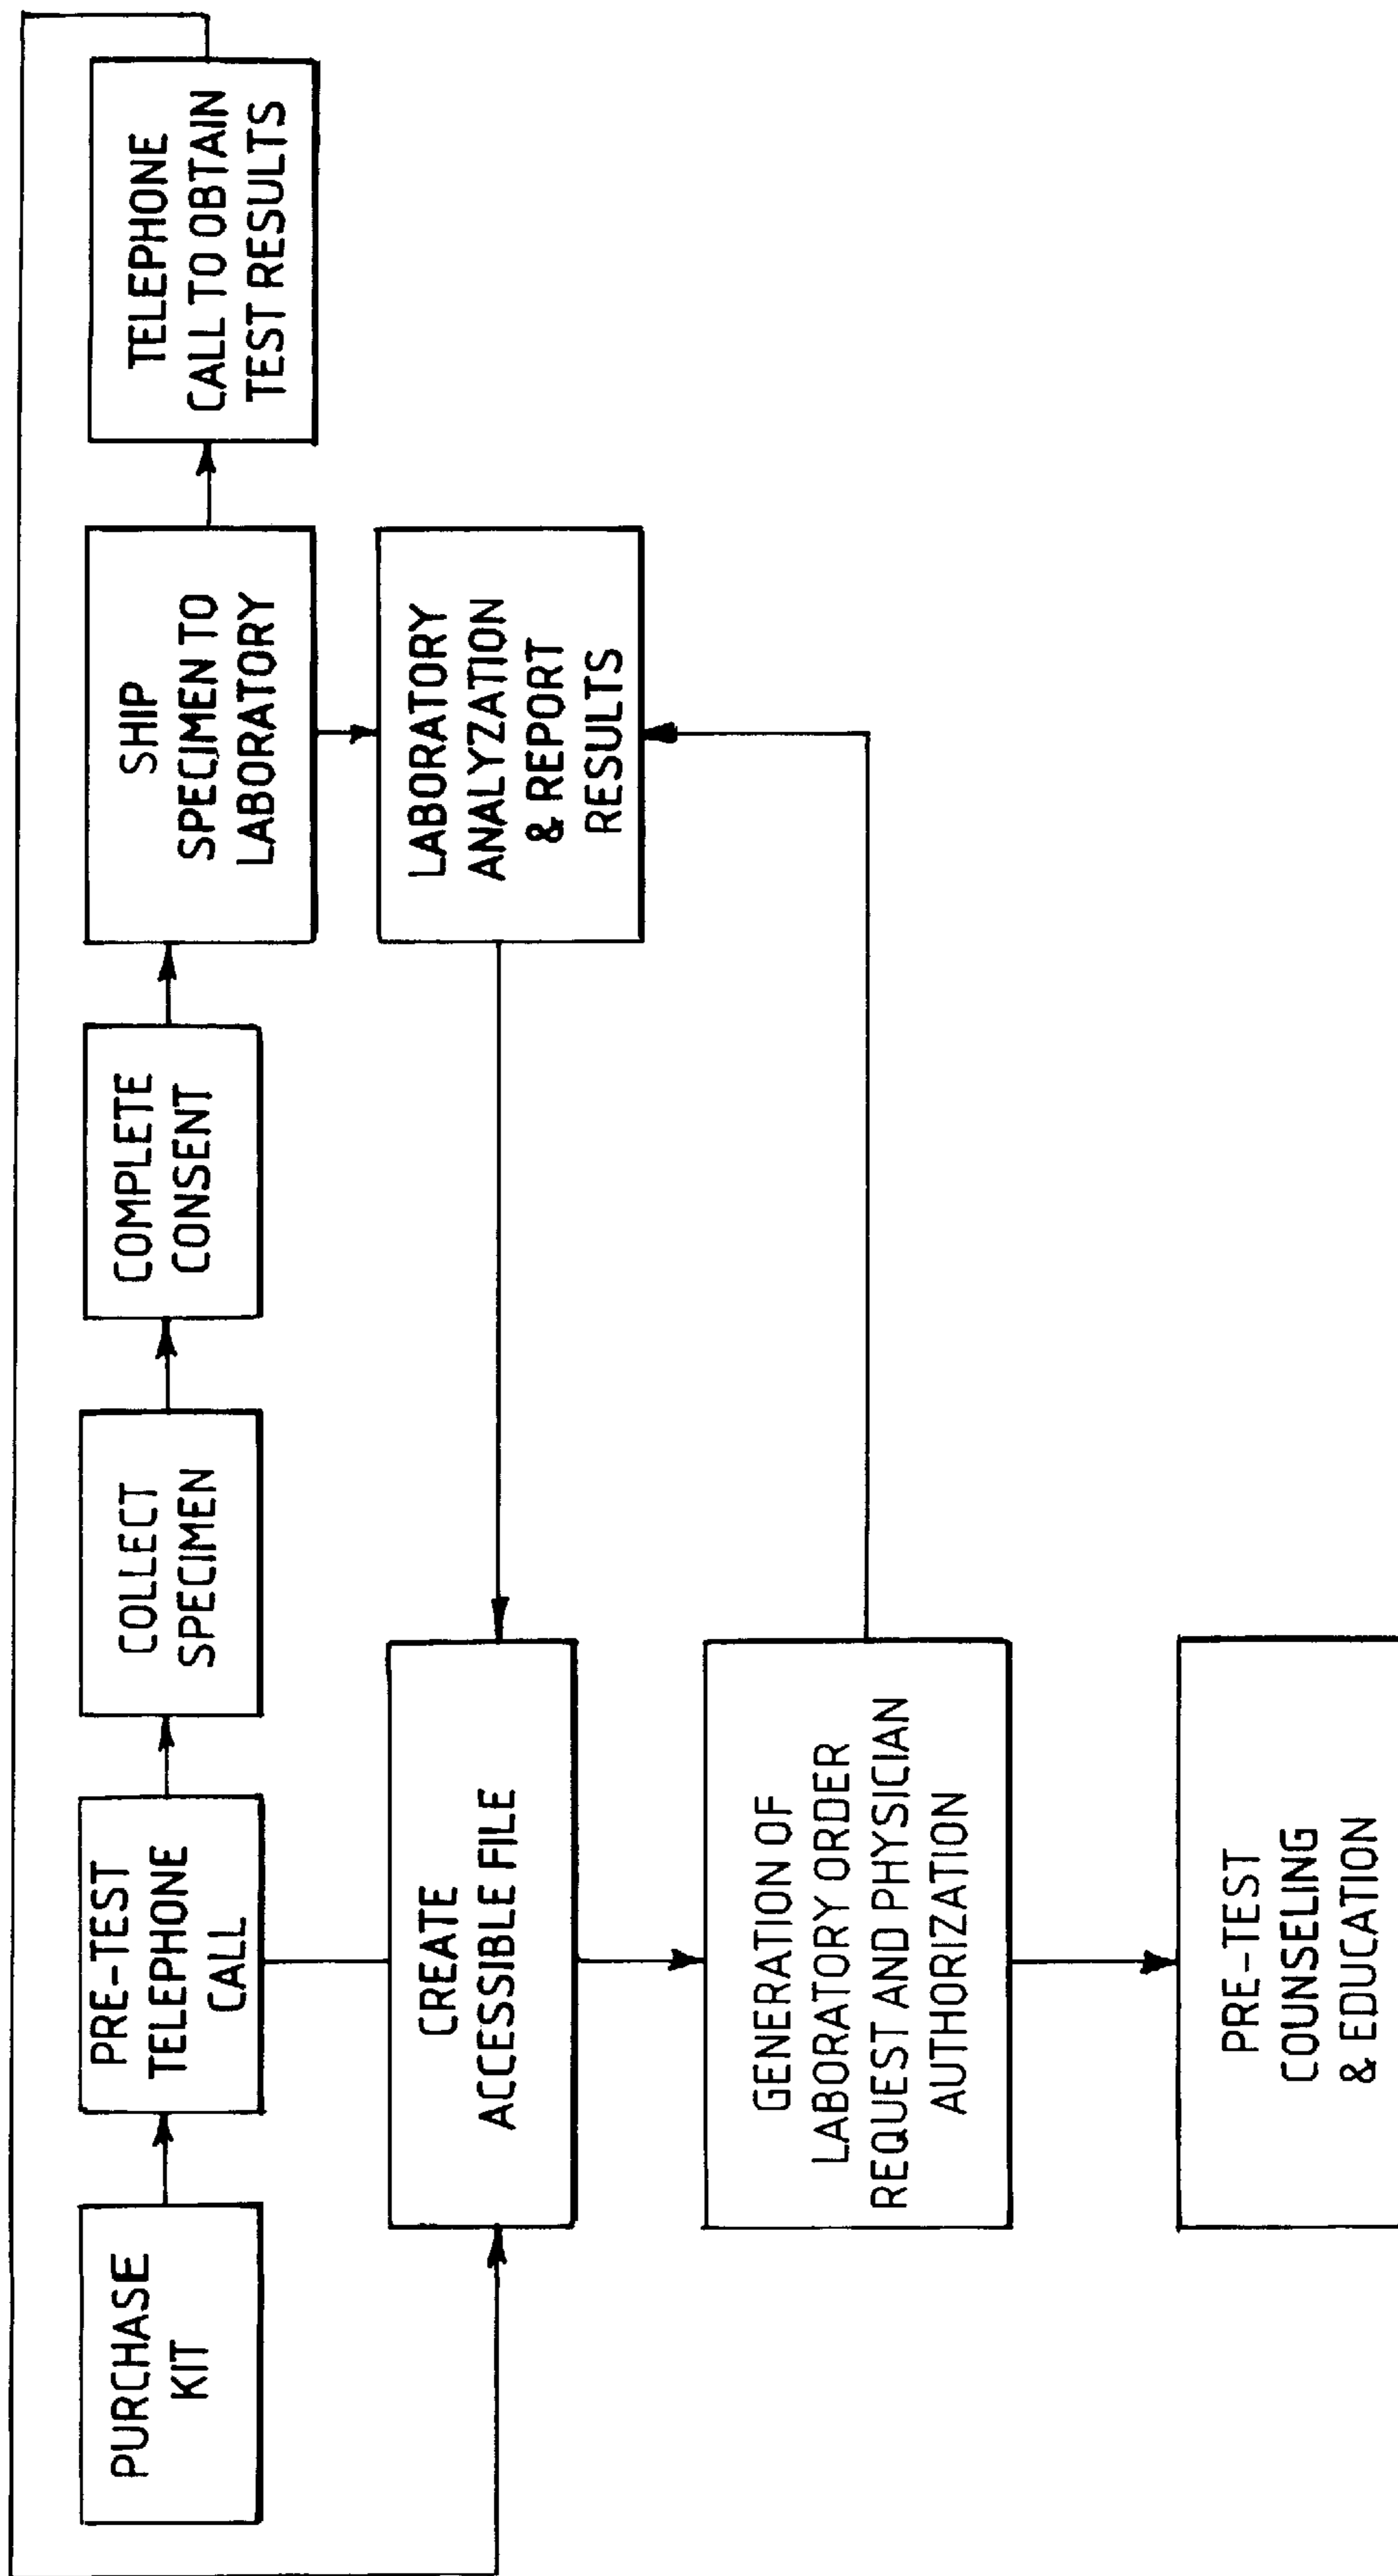 PURCHASE
KIT
PRE-TEST
TELEPHONE
CALL
COLLECT
SPECIMEN
COMPLETE
CONSENT
SHIP
SPECIMEN TO
LABORATORY
TELEPHONE
CALL TO OBTAIN
TEST RESULTS
CREATE
ACCESSIBLE FILE
LABORATORY
ANALYZATION
& REPORT
RESULTS
GENERATION OF
LABORATORY ORDER
REQUEST AND PHYSICIAN
AUTHORIZATION
PRE-TEST
COUNSELING
& EDUCATION